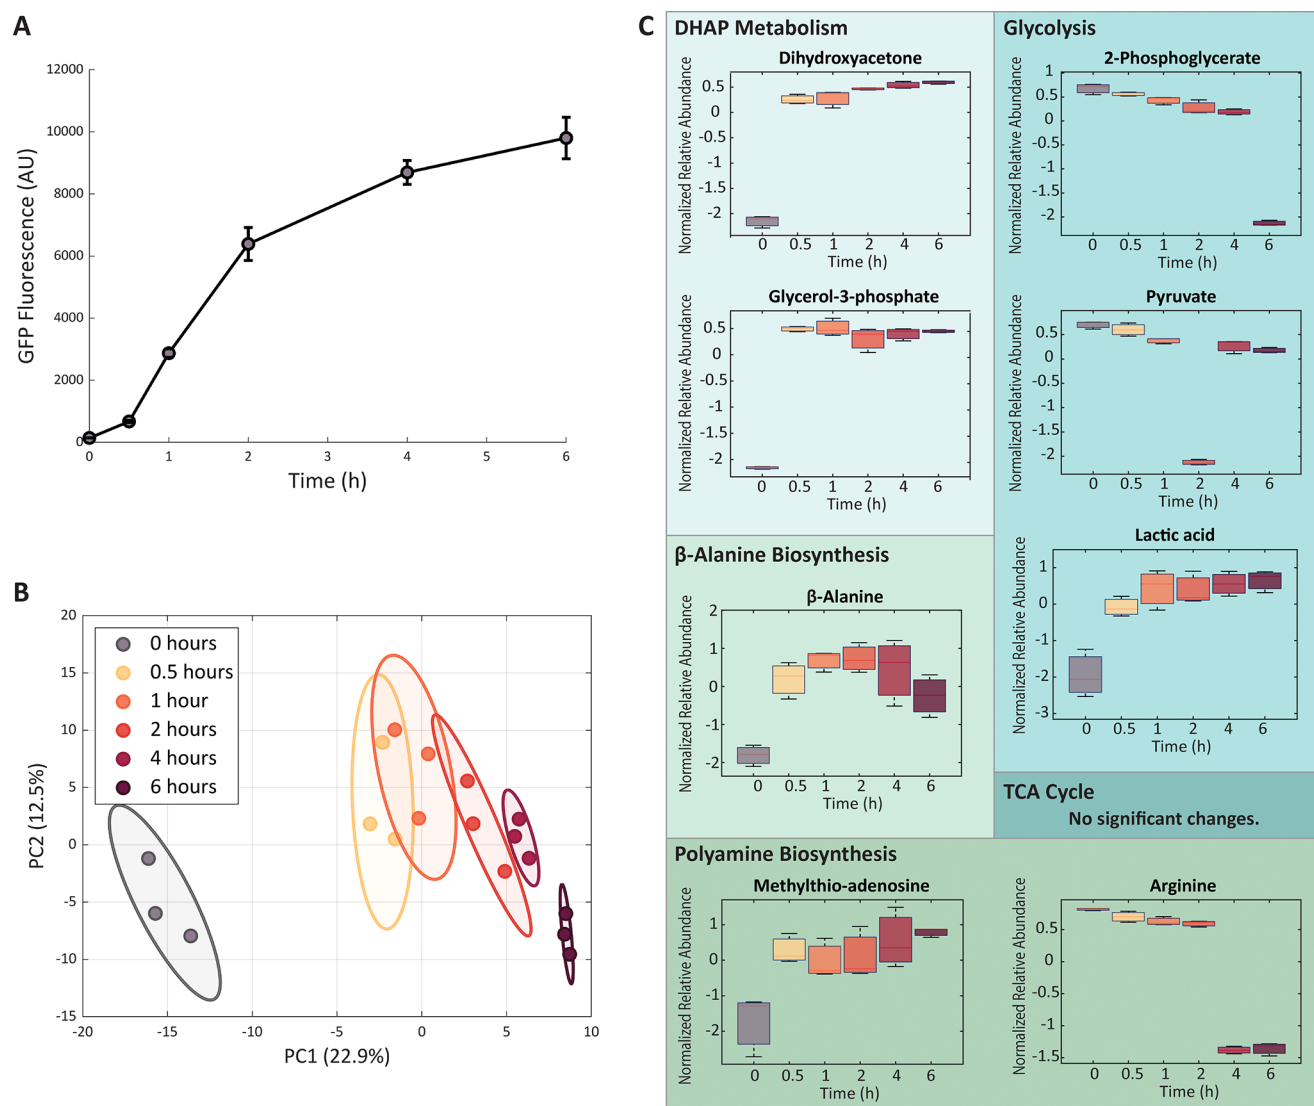 A
12000
10000
8000
6000
4000
2000
0
GFP Fluorescence (AU)
0 1 2 3 4 5 6
Time (h)
B
20
15
10
5
0
-5
-10
-15
PC2 (12.5%)
0 hours
0.5 hours
1 hour
2 hours
4 hours
6 hours
-20 -15 -10 -5 0 5 10
PC1 (22.9%)
C
DHAP Metabolism
Dihydroxyacetone
Normalized Relative Abundance
0.5
0
-0.5
-1
-1.5
-2
0 0.5 1 2 4 6
Time (h)
Glycerol-3-phosphate
Normalized Relative Abundance
0.5
0
-0.5
-1
-1.5
-2
0 0.5 1 2 4 6
Time (h)
Glycolysis
2-Phosphoglycerate
Normalized Relative Abundance
1
0.5
0
-0.5
-1
-1.5
-2
0 0.5 1 2 4 6
Time (h)
Pyruvate
Normalized Relative Abundance
0.5
0
-0.5
-1
-1.5
-2
0 0.5 1 2 4 6
Time (h)
Lactic acid
Normalized Relative Abundance
1
0
-1
-2
-3
0 0.5 1 2 4 6
Time (h)
β-Alanine Biosynthesis
β-Alanine
Normalized Relative Abundance
2
1
0
-1
-2
0 0.5 1 2 4 6
Time (h)
TCA Cycle
No significant changes.
Polyamine Biosynthesis
Methylthio-adenosine
Normalized Relative Abundance
1
0
-1
-2
0 0.5 1 2 4 6
Time (h)
Arginine
Normalized Relative Abundance
0.5
0
-0.5
-1
-1.5
0 0.5 1 2 4 6
Time (h)